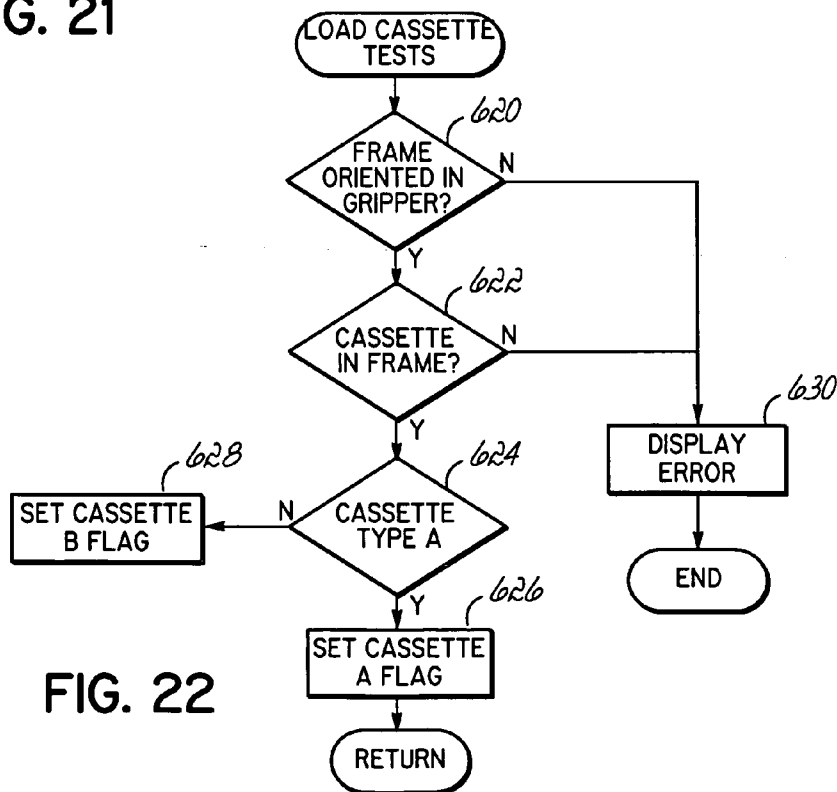 G. 21
LOAD CASSETTE
TESTS
620
FRAME
ORIENTED IN
GRIPPER?
N
Y
622
CASSETTE
IN FRAME?
N
Y
630
DISPLAY
ERROR
628
624
SET CASSETTE
B FLAG
N
CASSETTE
TYPE A
END
Y
626
SET CASSETTE
A FLAG
FIG. 22
RETURN